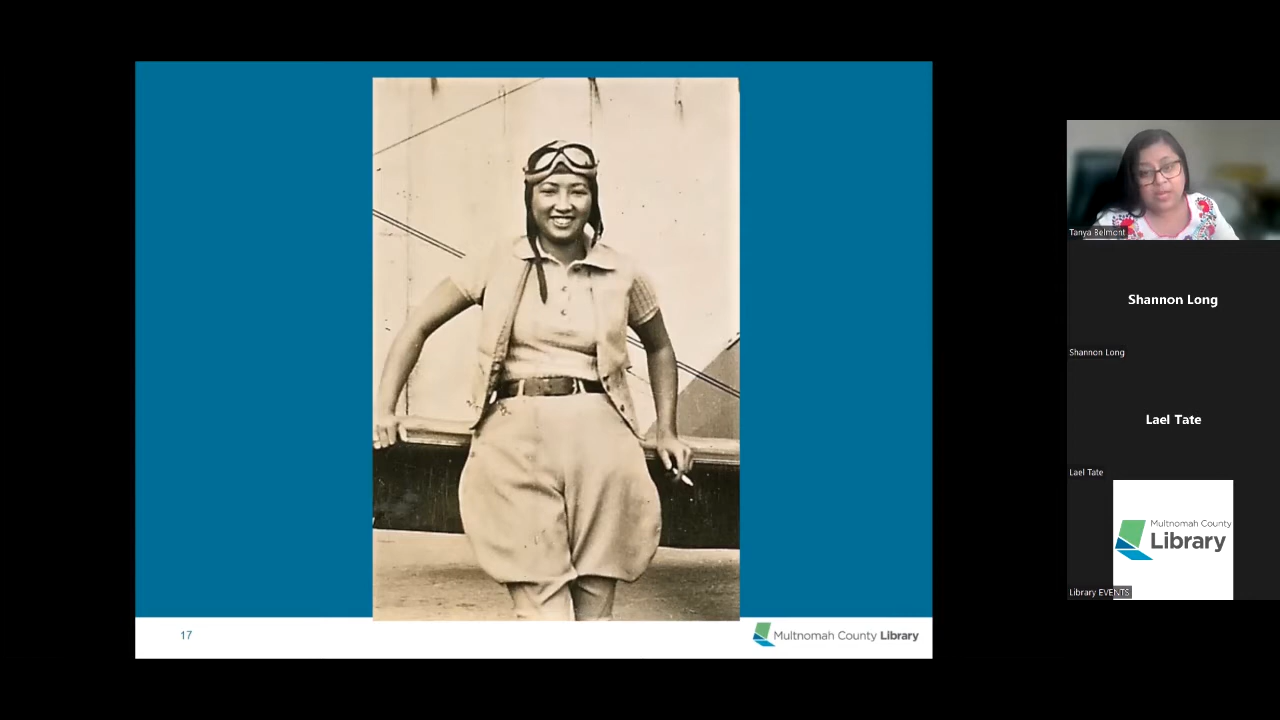 17
Multnomah County Library
Tanya Belmont
Shannon Long
Shannon Long
Lael Tate
Lael Tate
Multnomah County
Library
Library EVENTS